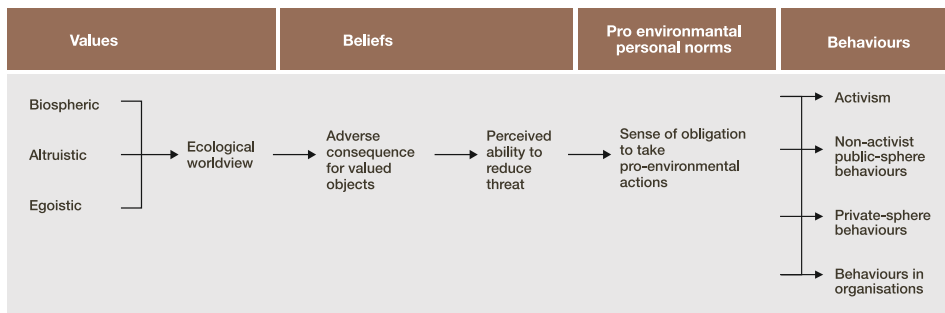 Values
Beliefs
Pro environmantal
personal norms
Behaviours
Biospheric
Altruistic
Egoistic
Ecological
worldview
Adverse
consequence
for valued
objects
Perceived
ability to
reduce
threat
Sense of obligation
to take
pro-environmental
actions
Activism
Non-activist
public-sphere
behaviours
Private-sphere
behaviours
Behaviours in
organisations